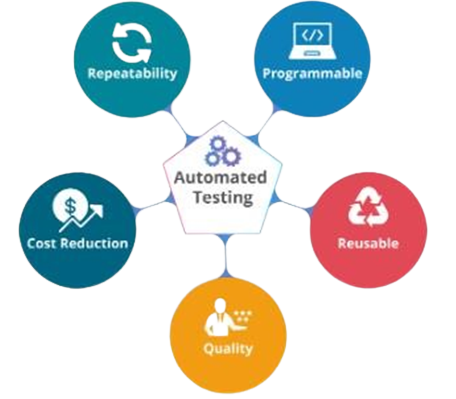 Repeatability
Programmable
Automated
Testing
Cost Reduction
Reusable
Quality